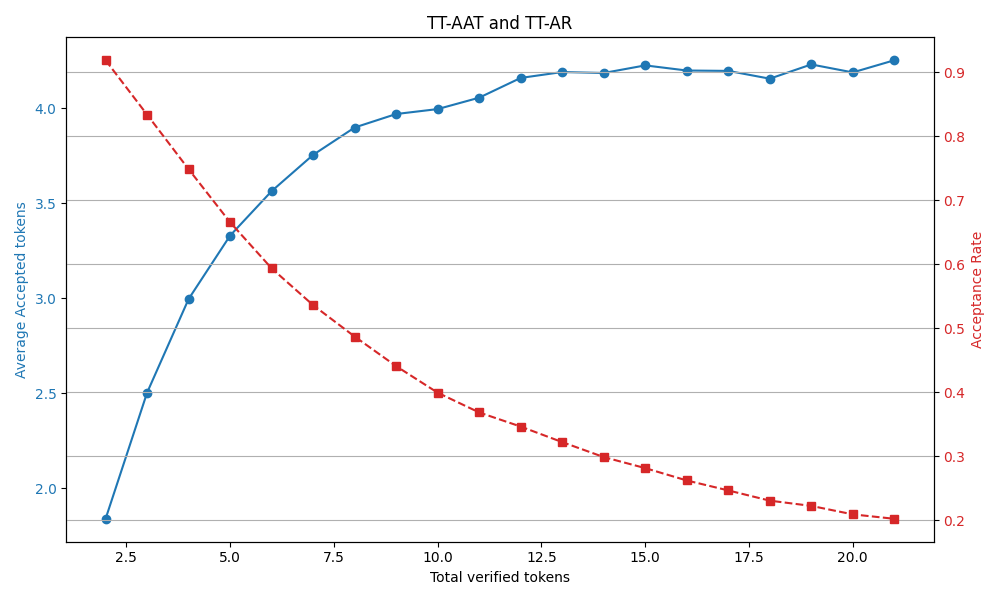 TT-AAT and TT-AR
Average Accepted tokens
4.0
3.5
3.0
2.5
2.0
0.9
0.8
0.7
0.6
0.5
0.4
0.3
0.2
Acceptance Rate
2.5 5.0 7.5 10.0 12.5 15.0 17.5 20.0
Total verified tokens